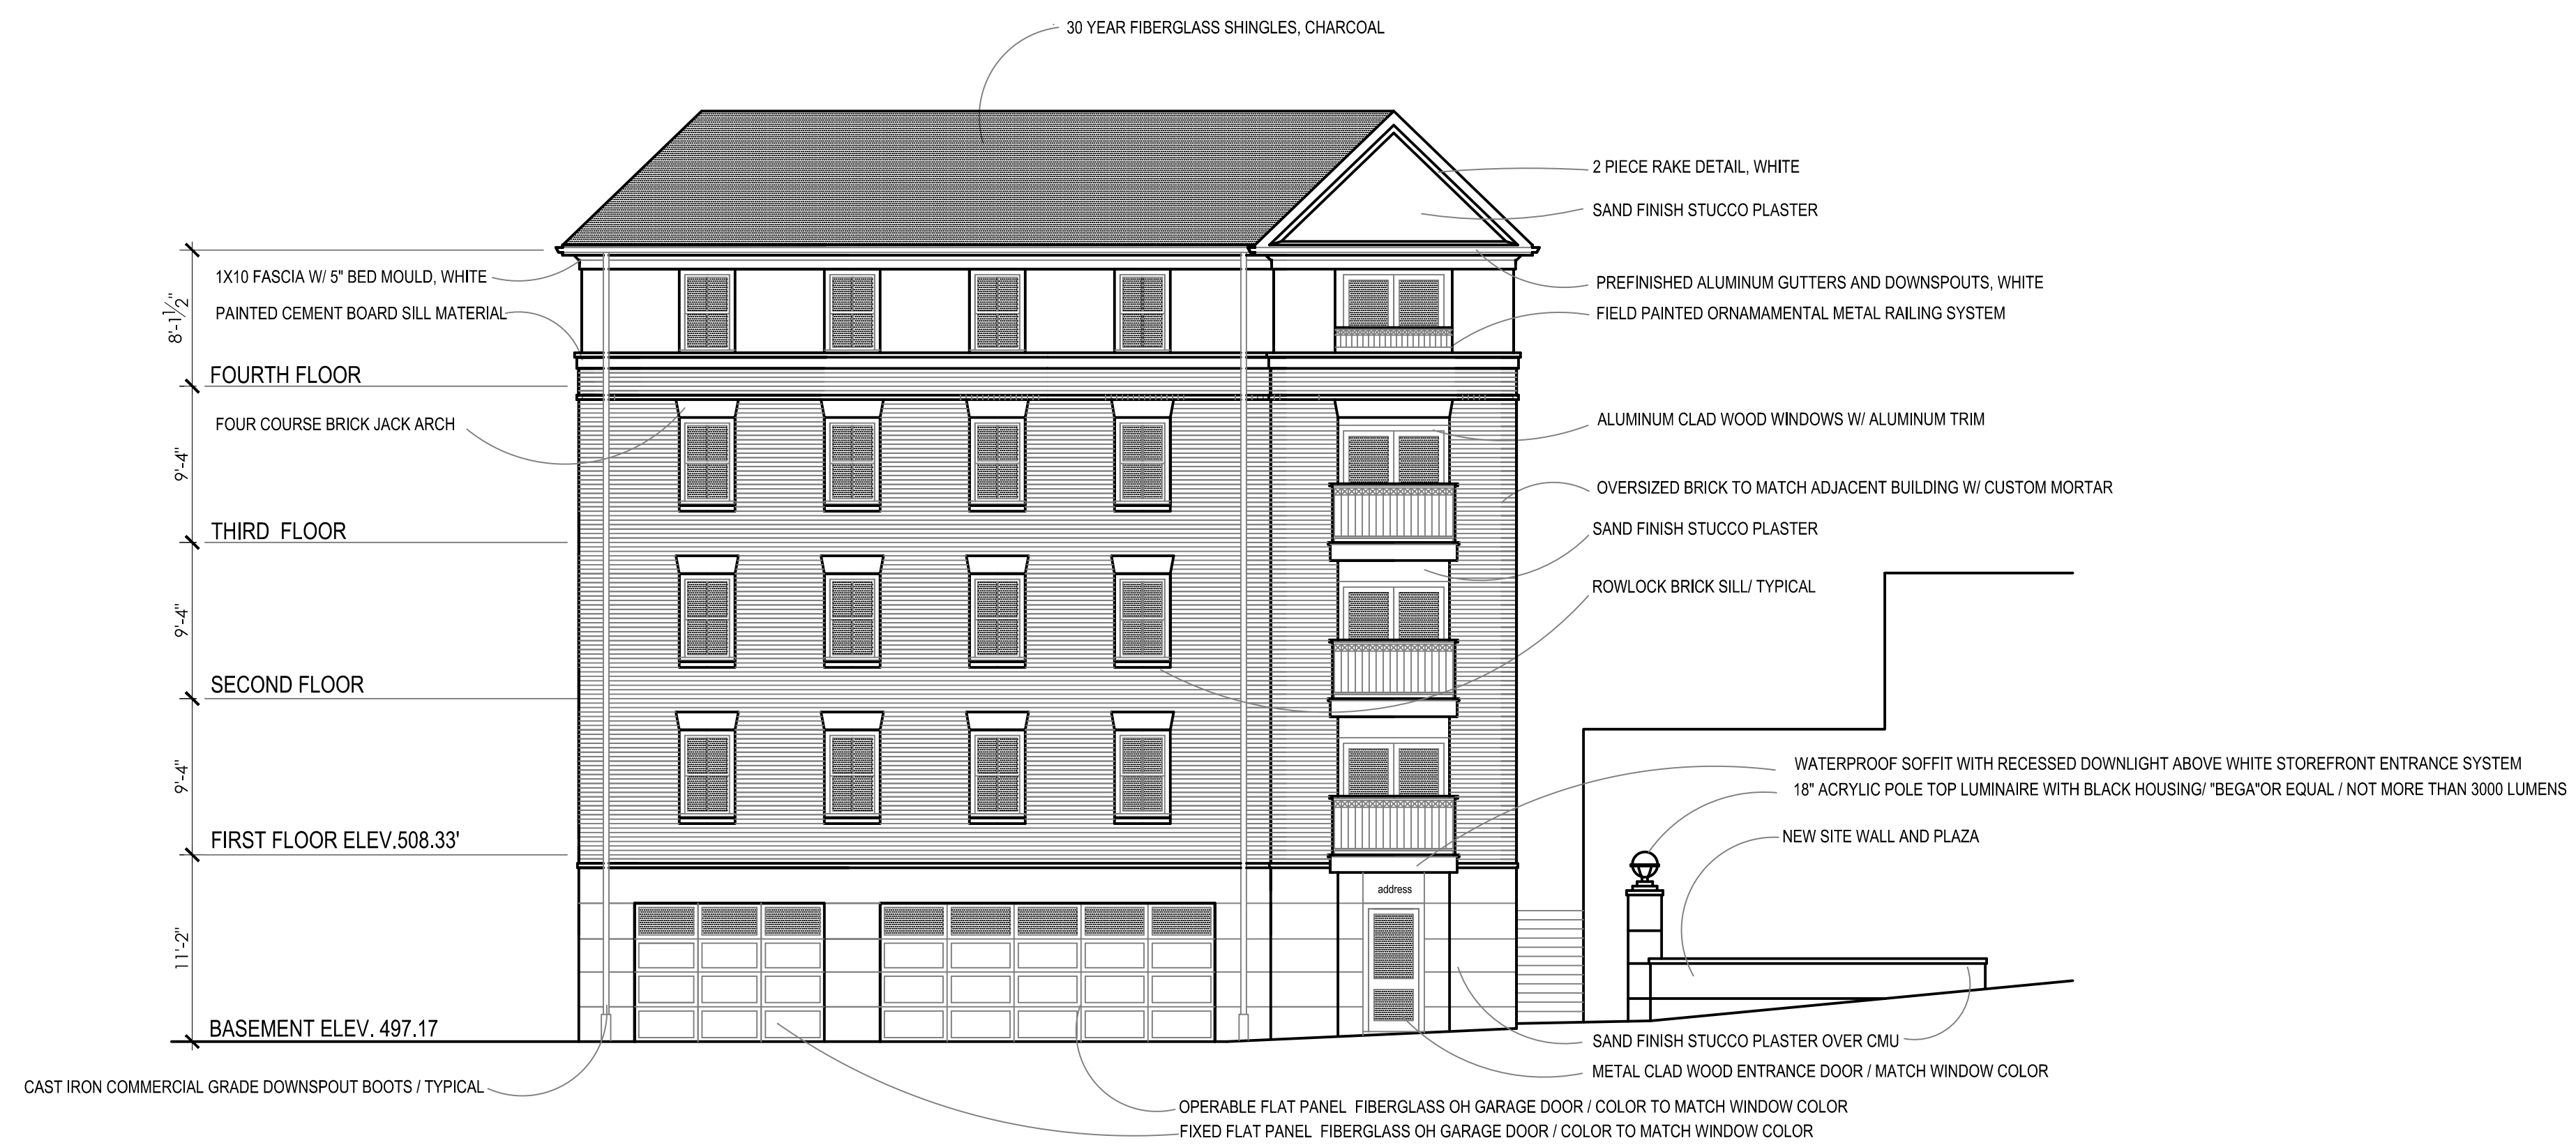 30 YEAR FIBERGLASS SHINGLES, CHARCOAL
2 PIECE RAKE DETAIL, WHITE
SAND FINISH STUCCO PLASTER
1X10 FASCIA W/ 5" BED MOULD, WHITE
PREFINISHED ALUMINUM GUTTERS AND DOWNSPOUTS, WHITE
PAINTED CEMENT BOARD SILL MATERIAL
FIELD PAINTED ORNAMAMENTAL METAL RAILING SYSTEM
8'-1 1/2"
FOURTH FLOOR
FOUR COURSE BRICK JACK ARCH
ALUMINUM CLAD WOOD WINDOWS W/ ALUMINUM TRIM
9'-4"
OVERSIZED BRICK TO MATCH ADJACENT BUILDING W/ CUSTOM MORTAR
THIRD FLOOR
SAND FINISH STUCCO PLASTER
ROWLOCK BRICK SILL/ TYPICAL
9'-4"
SECOND FLOOR
9'-4"
WATERPROOF SOFFIT WITH RECESSED DOWNLIGHT ABOVE WHITE STOREFRONT ENTRANCE SYSTEM
18" ACRYLIC POLE TOP LUMINAIRE WITH BLACK HOUSING/ "BEGA"OR EQUAL / NOT MORE THAN 3000 LUMENS
FIRST FLOOR ELEV.508.33'
NEW SITE WALL AND PLAZA
address
11'-2"
BASEMENT ELEV. 497.17
SAND FINISH STUCCO PLASTER OVER CMU
METAL CLAD WOOD ENTRANCE DOOR / MATCH WINDOW COLOR
CAST IRON COMMERCIAL GRADE DOWNSPOUT BOOTS / TYPICAL
OPERABLE FLAT PANEL FIBERGLASS OH GARAGE DOOR / COLOR TO MATCH WINDOW COLOR
FIXED FLAT PANEL FIBERGLASS OH GARAGE DOOR / COLOR TO MATCH WINDOW COLOR